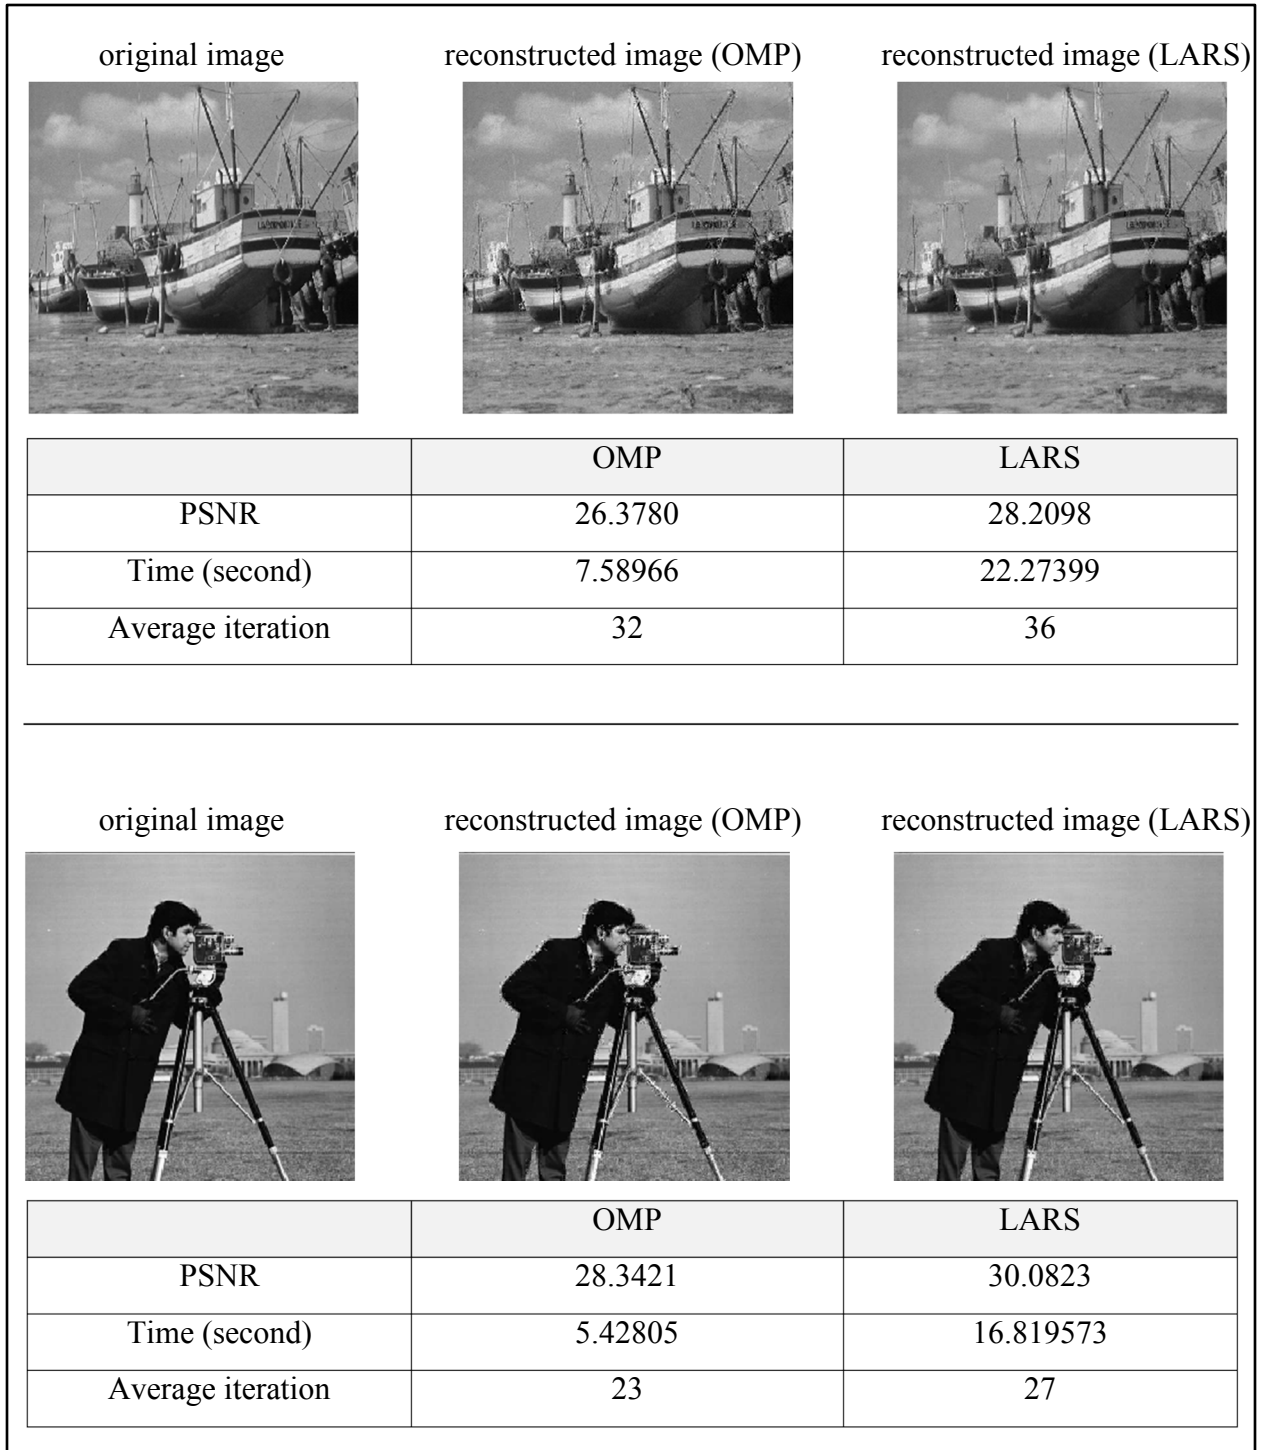 original image reconstructed image (OMP) reconstructed image (LARS)
OMP LARS
PSNR 26.3780 28.2098
Time (second) 7.58966 22.27399
Average iteration 32 36
original image reconstructed image (OMP) reconstructed image (LARS)
OMP LARS
PSNR 28.3421 30.0823
Time (second) 5.42805 16.819573
Average iteration 23 27